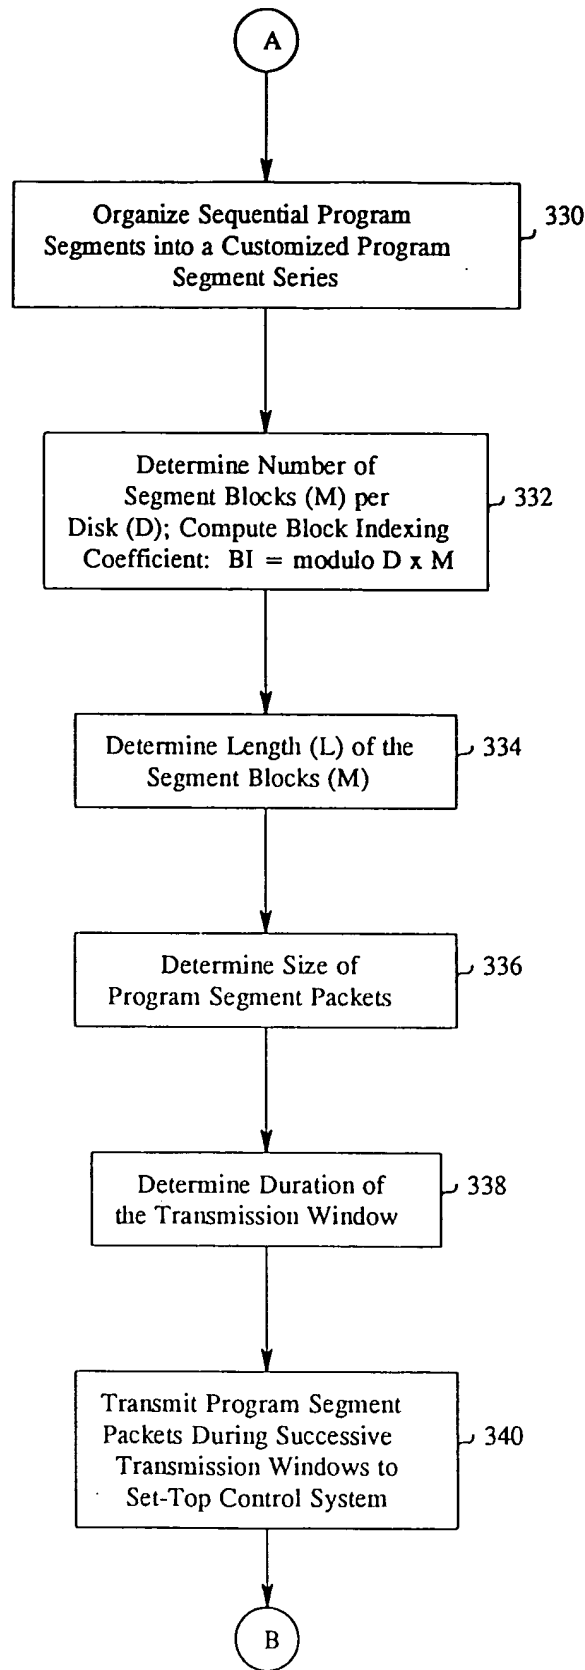 A
Organize Sequential Program
Segments into a Customized Program
Segment Series
330
Determine Number of
Segment Blocks (M) per
Disk (D); Compute Block Indexing
Coefficient: BI = modulo D x M
332
Determine Length (L) of the
Segment Blocks (M)
334
Determine Size of
Program Segment Packets
336
Determine Duration of
the Transmission Window
338
Transmit Program Segment
Packets During Successive
Transmission Windows to
Set-Top Control System
340
B